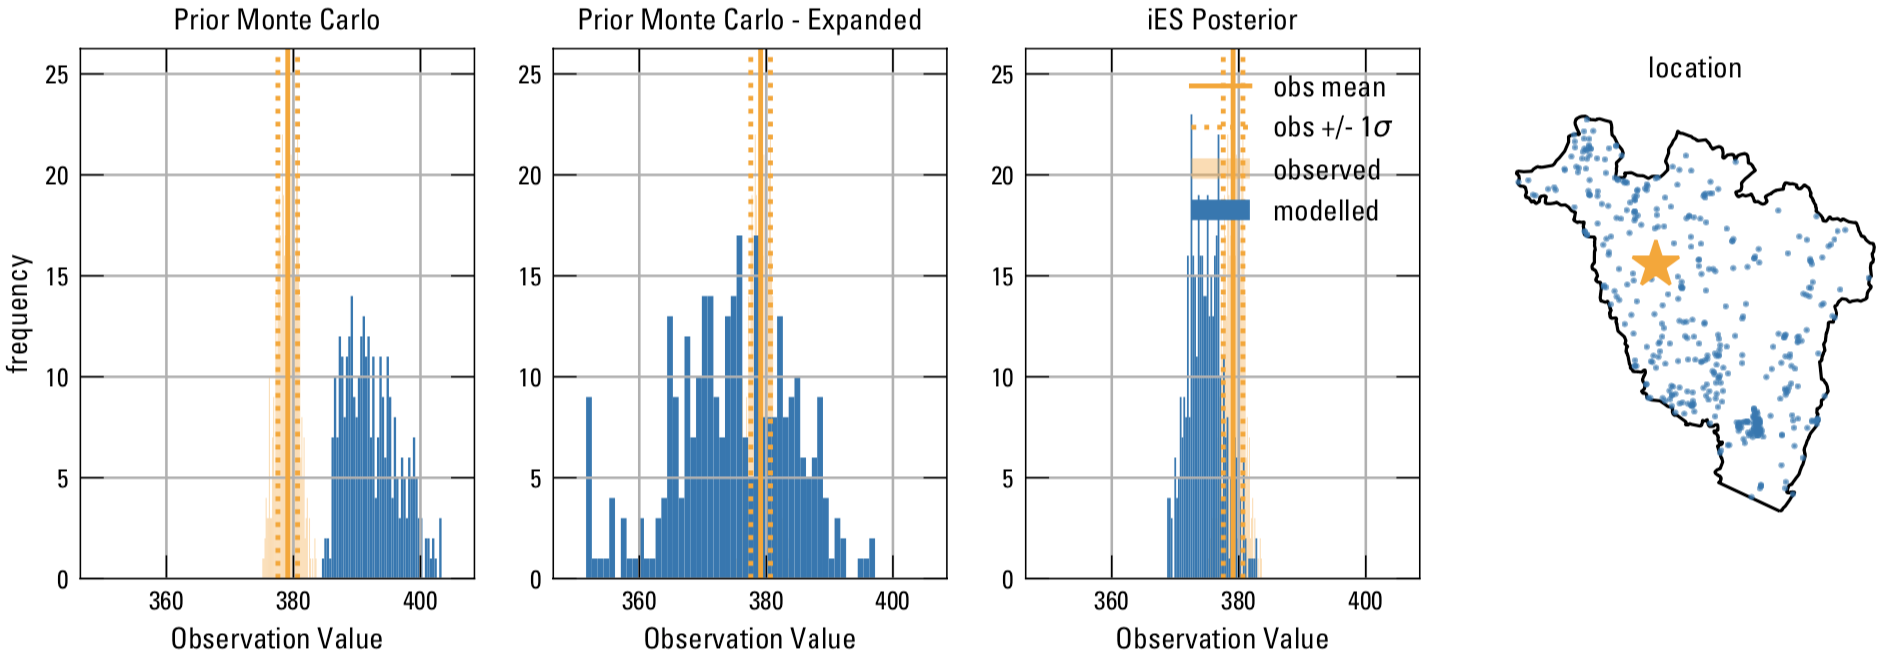 Prior Monte Carlo
Prior Monte Carlo - Expanded
iES Posterior
location
frequency
25
20
15
10
5
0
360
380
400
Observation Value
25
20
15
10
5
0
360
380
400
Observation Value
25
20
15
10
5
0
360
380
400
Observation Value
obs mean
obs +/- 1σ
observed
modelled